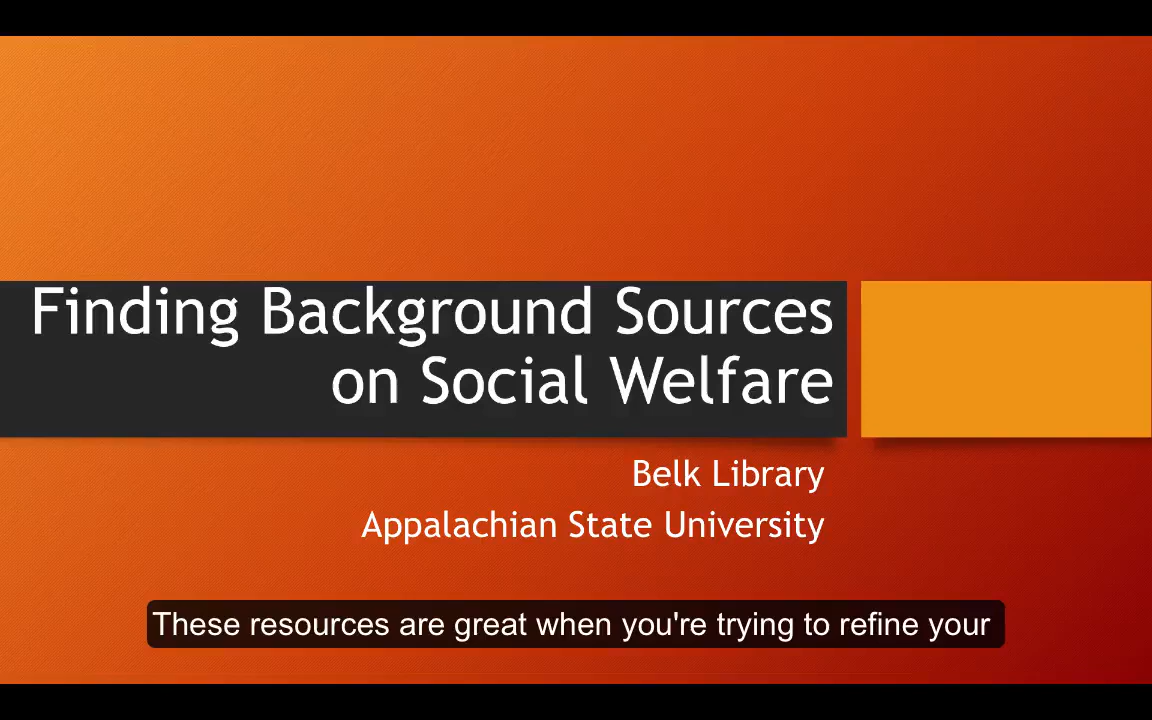 Finding Background Sources
on Social Welfare
Belk Library
Appalachian State University
These resources are great when you're trying to refine your